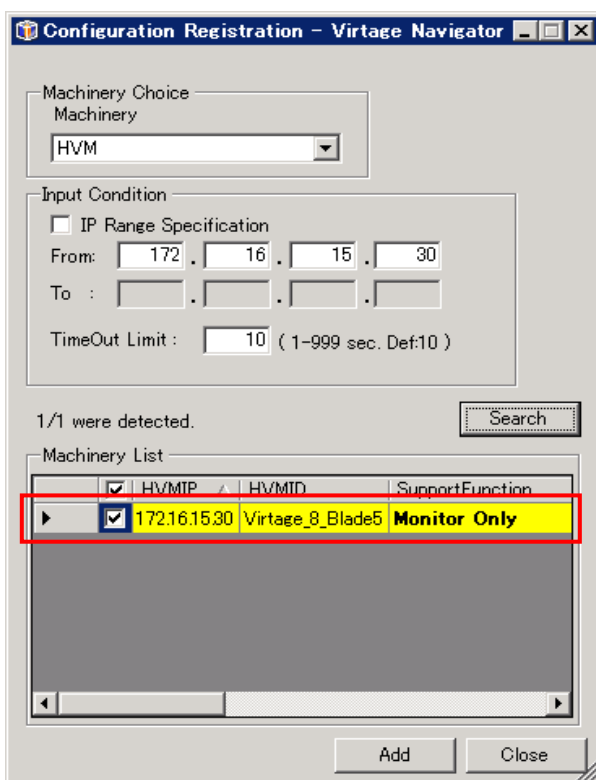 Configuration Registration - Virtage Navigator
Machinery Choice
Machinery
HVM
Input Condition
IP Range Specification
From: 172 . 16 . 15 . 30
To : . . .
TimeOut Limit : 10 ( 1-999 sec. Def:10 )
1/1 were detected.
Search
Machinery List
HVMIP HVMID SupportFunction
172.16.15.30 Virtage_8_Blade5 Monitor Only
Add Close